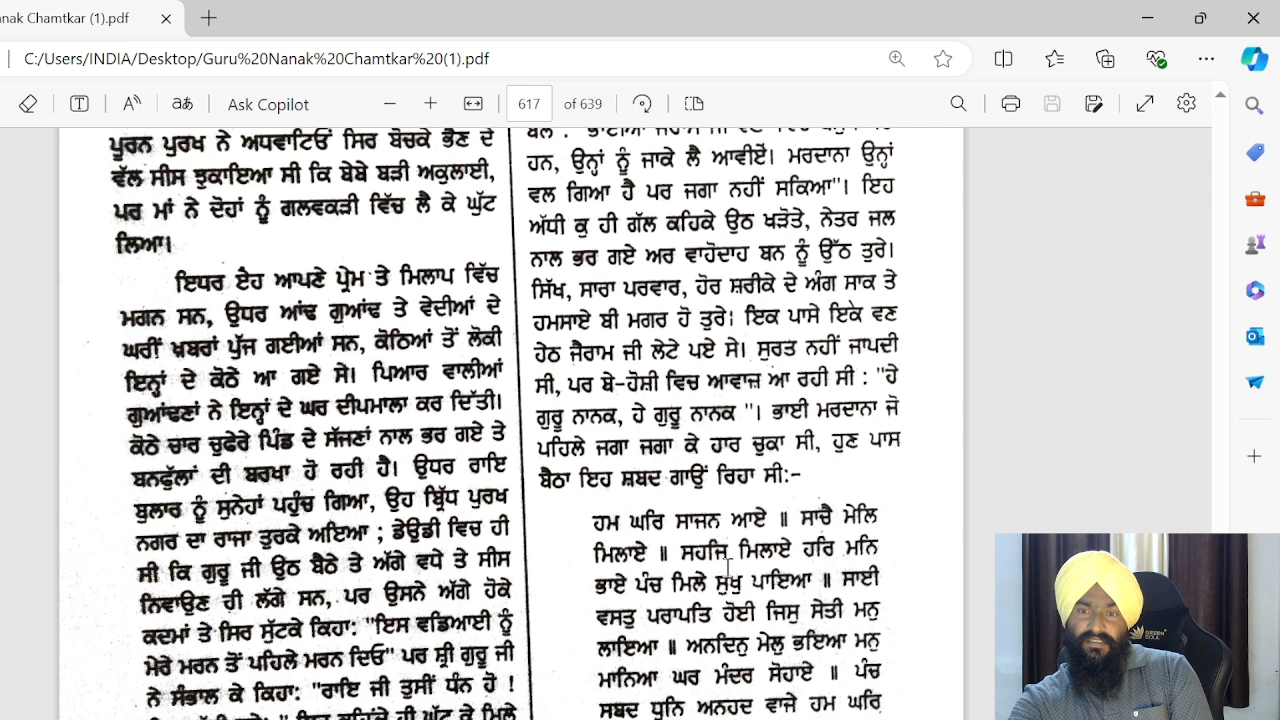 nak Chamtkar (1).pdf
C:/Users/INDIA/Desktop/Guru%20Nanak%20Chamtkar%20(1).pdf
Ask Copilot
617 of 639
ਪੂਰਨ ਪੁਰਖ ਨੇ ਅਧਵਾਟਿਓਂ ਸਿਰ ਬੋਚਕੇ ਭੈਣ ਦੇ
ਵੱਲ ਸੀਸ ਝੁਕਾਇਆ ਸੀ ਕਿ ਬੇਬੇ ਬੜੀ ਅਕੁਲਾਈ,
ਪਰ ਮਾਂ ਨੇ ਦੋਹਾਂ ਨੂੰ ਗਲਵਕੜੀ ਵਿੱਚ ਲੈ ਕੇ ਘੁੱਟ
ਲਿਆ।
ਇਧਰ ਏਹ ਆਪਣੇ ਪ੍ਰੇਮ ਤੇ ਮਿਲਾਪ ਵਿੱਚ
ਮਗਨ ਸਨ, ਉਧਰ ਆਂਢ ਗੁਆਂਢ ਤੇ ਵੇਦੀਆਂ ਦੇ
ਘਰੀਂ ਖ਼ਬਰਾਂ ਪੁੱਜ ਗਈਆਂ ਸਨ, ਕੋਠਿਆਂ ਤੋਂ ਲੋਕੀ
ਇਨ੍ਹਾਂ ਦੇ ਕੋਠੇ ਆ ਗਏ ਸੇ। ਪਿਆਰ ਵਾਲੀਆਂ
ਗੁਆਂਢਣਾਂ ਨੇ ਇਨ੍ਹਾਂ ਦੇ ਘਰ ਦੀਪਮਾਲਾ ਕਰ ਦਿੱਤੀ।
ਕੋਠੇ ਚਾਰ ਚੁਫੇਰੇ ਪਿੰਡ ਦੇ ਸੱਜਣਾਂ ਨਾਲ ਭਰ ਗਏ ਤੇ
ਬਨਫੁੱਲਾਂ ਦੀ ਬਰਖਾ ਹੋ ਰਹੀ ਹੈ। ਉਧਰ ਰਾਇ
ਬੁਲਾਰ ਨੂੰ ਸੁਨੇਹਾਂ ਪਹੁੰਚ ਗਿਆ, ਉਹ ਬ੍ਰਿੱਧ ਪੁਰਖ
ਨਗਰ ਦਾ ਰਾਜਾ ਤੁਰਕੇ ਅਇਆ ; ਡੇਉਡੀ ਵਿਚ ਹੀ
ਸੀ ਕਿ ਗੁਰੂ ਜੀ ਉਠ ਬੈਠੇ ਤੇ ਅੱਗੇ ਵਧੇ ਤੇ ਸੀਸ
ਨਿਵਾਉਣ ਹੀ ਲੱਗੇ ਸਨ, ਪਰ ਉਸਨੇ ਅੱਗੇ ਹੋਕੇ
ਕਦਮਾਂ ਤੇ ਸਿਰ ਸੁੱਟਕੇ ਕਿਹਾ: "ਇਸ ਵਡਿਆਈ ਨੂੰ
ਮੇਰੇ ਮਰਨ ਤੋਂ ਪਹਿਲੇ ਮਰਨ ਦਿਓ" ਪਰ ਸ਼੍ਰੀ ਗੁਰੂ ਜੀ
ਨੇ ਸੰਭਾਲ ਕੇ ਕਿਹਾ: "ਰਾਇ ਜੀ ਤੁਸੀਂ ਧੰਨ ਹੋ !
ਹਨ, ਉਨ੍ਹਾਂ ਨੂੰ ਜਾਕੇ ਲੈ ਆਵੀਏਂ। ਮਰਦਾਨਾ ਉਨ੍ਹਾਂ
ਵਲ ਗਿਆ ਹੈ ਪਰ ਜਗਾ ਨਹੀਂ ਸਕਿਆ"। ਇਹ
ਅੱਧੀ ਕੁ ਹੀ ਗੱਲ ਕਹਿਕੇ ਉਠ ਖੜੋਤੇ, ਨੇਤਰ ਜਲ
ਨਾਲ ਭਰ ਗਏ ਅਰ ਵਾਹੋਦਾਹ ਬਨ ਨੂੰ ਉੱਠ ਤੁਰੇ।
ਸਿੱਖ, ਸਾਰਾ ਪਰਵਾਰ, ਹੋਰ ਸ਼ਰੀਕੇ ਦੇ ਅੰਗ ਸਾਕ ਤੇ
ਹਮਸਾਏ ਬੀ ਮਗਰ ਹੋ ਤੁਰੇ। ਇਕ ਪਾਸੇ ਇਕੇ ਵਣ
ਹੇਠ ਜੈਰਾਮ ਜੀ ਲੇਟੇ ਪਏ ਸੇ। ਸੁਰਤ ਨਹੀਂ ਜਾਪਦੀ
ਸੀ, ਪਰ ਬੇ-ਹੋਸ਼ੀ ਵਿਚ ਆਵਾਜ਼ ਆ ਰਹੀ ਸੀ : "ਹੇ
ਗੁਰੂ ਨਾਨਕ, ਹੇ ਗੁਰੂ ਨਾਨਕ "। ਭਾਈ ਮਰਦਾਨਾ ਜੋ
ਪਹਿਲੇ ਜਗਾ ਜਗਾ ਕੇ ਹਾਰ ਚੁਕਾ ਸੀ, ਹੁਣ ਪਾਸ
ਬੈਠਾ ਇਹ ਸ਼ਬਦ ਗਾਉਂ ਰਿਹਾ ਸੀ:-
ਹਮ ਘਰਿ ਸਾਜਨ ਆਏ ॥ ਸਾਚੈ ਮੇਲਿ
ਮਿਲਾਏ ॥ ਸਹਜਿ ਮਿਲਾਏ ਹਰਿ ਮਨਿ
ਭਾਏ ਪੰਚ ਮਿਲੇ ਸੁਖੁ ਪਾਇਆ ॥ ਸਾਈ
ਵਸਤੁ ਪਰਾਪਤਿ ਹੋਈ ਜਿਸੁ ਸੇਤੀ ਮਨੁ
ਲਾਇਆ ॥ ਅਨਦਿਨੁ ਮੇਲੁ ਭਇਆ ਮਨੁ
ਮਾਨਿਆ ਘਰ ਮੰਦਰ ਸੋਹਾਏ ॥ ਪੰਚ
ਸਬਦ ਧੁਨਿ ਅਨਹਦ ਵਾਜੇ ਹਮ ਘਰਿ
GREEN
SOUL